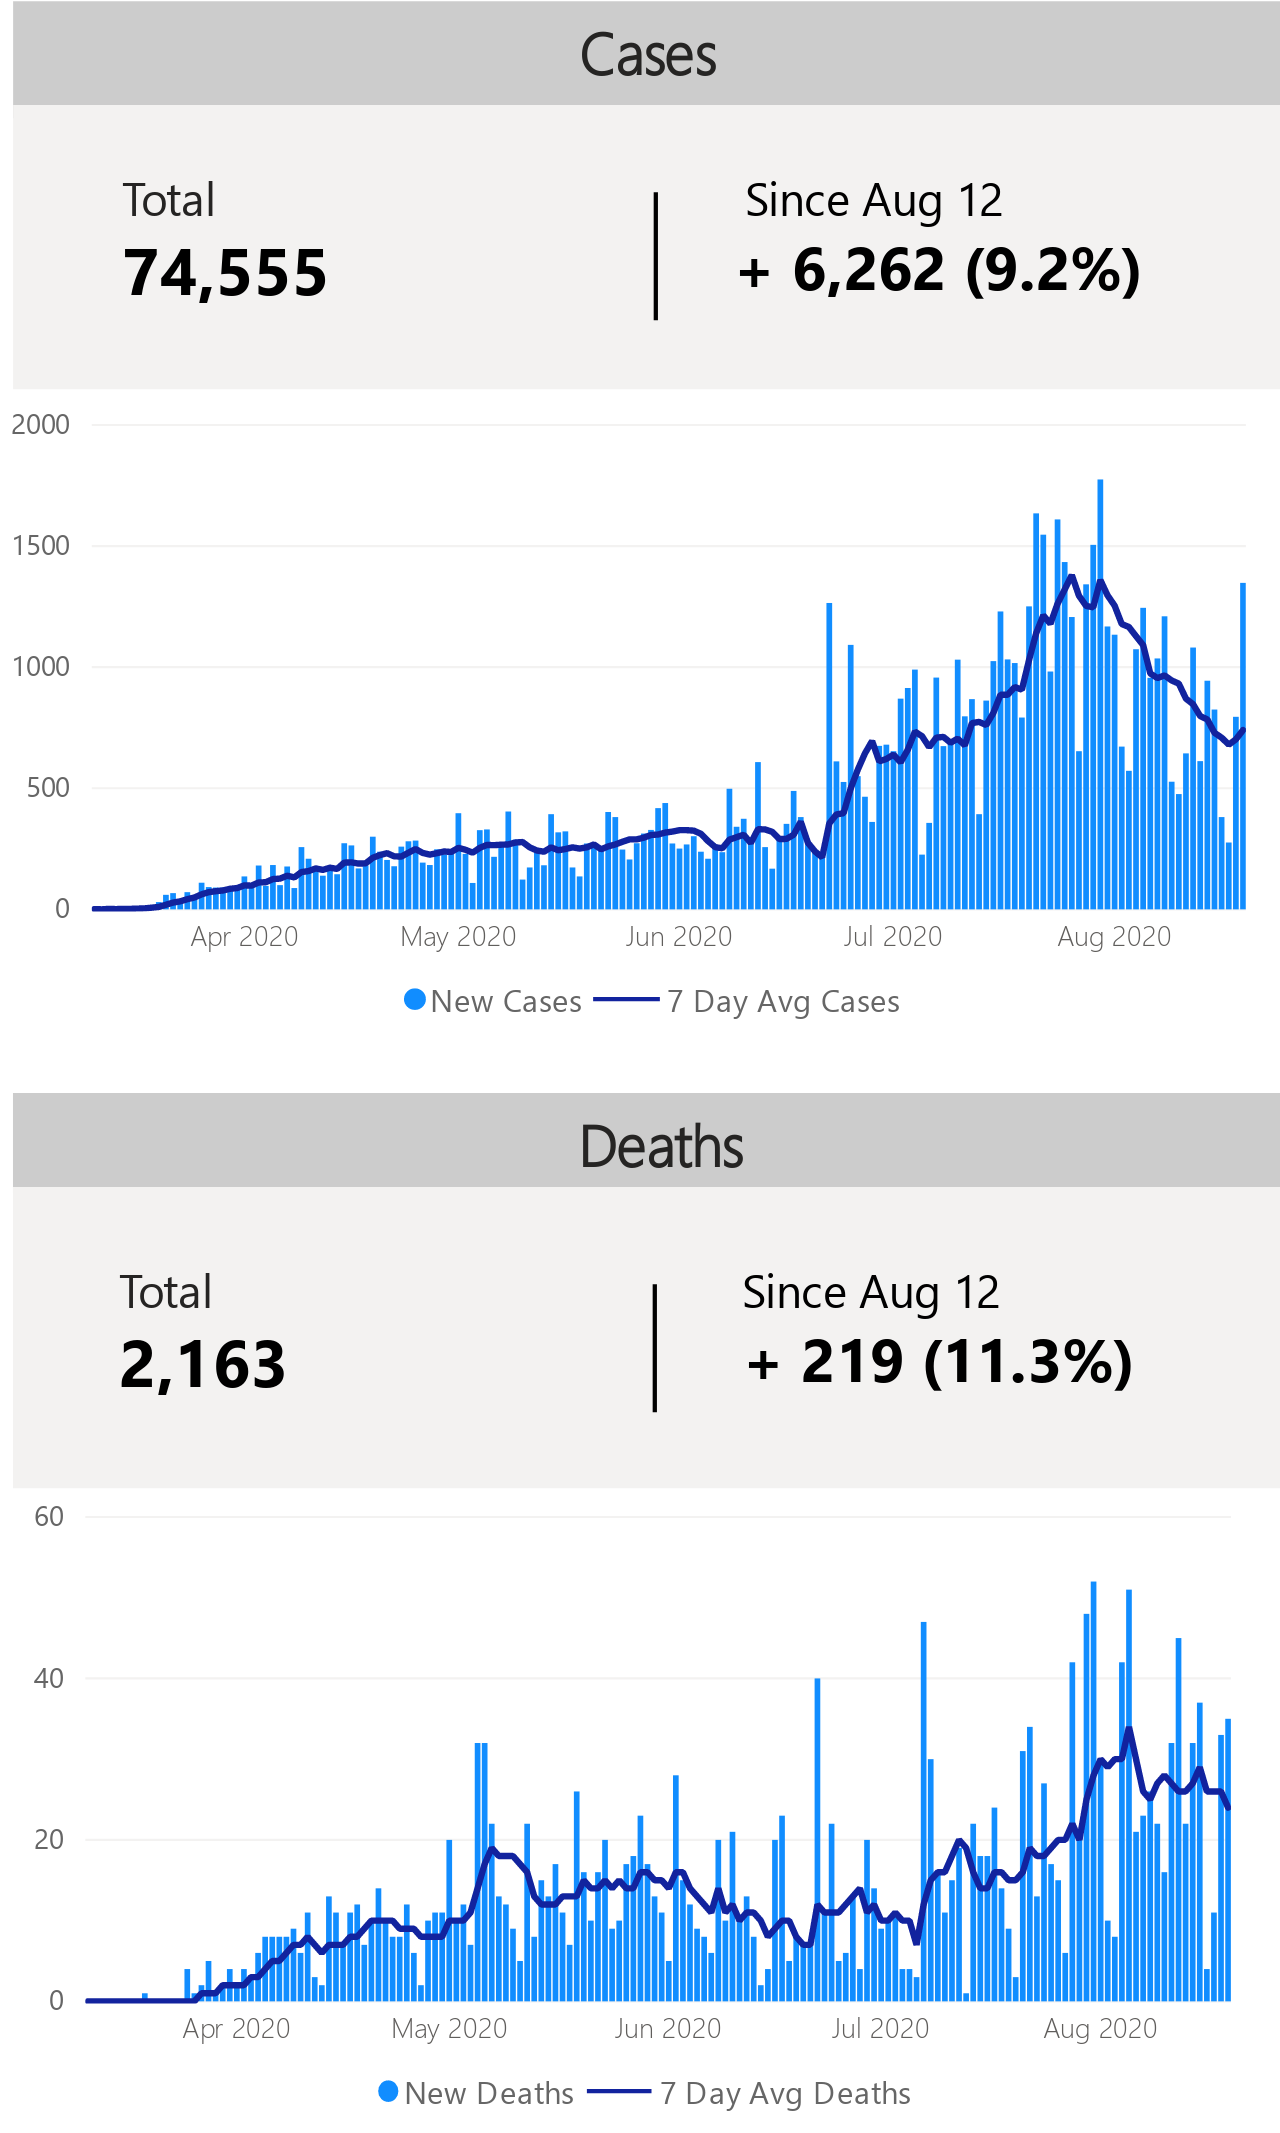 Cases
Total
Since Aug 12
74,555
+ 6,262 (9.2%)
2000
1500
1000
500
0
Apr 2020
May 2020
Jun 2020
Jul 2020
Aug 2020
New Cases
7 Day Avg Cases
Deaths
Total
Since Aug 12
2,163
+ 219 (11.3%)
60
40
20
0
Apr 2020
May 2020
Jun 2020
Jul 2020
Aug 2020
New Deaths
7 Day Avg Deaths